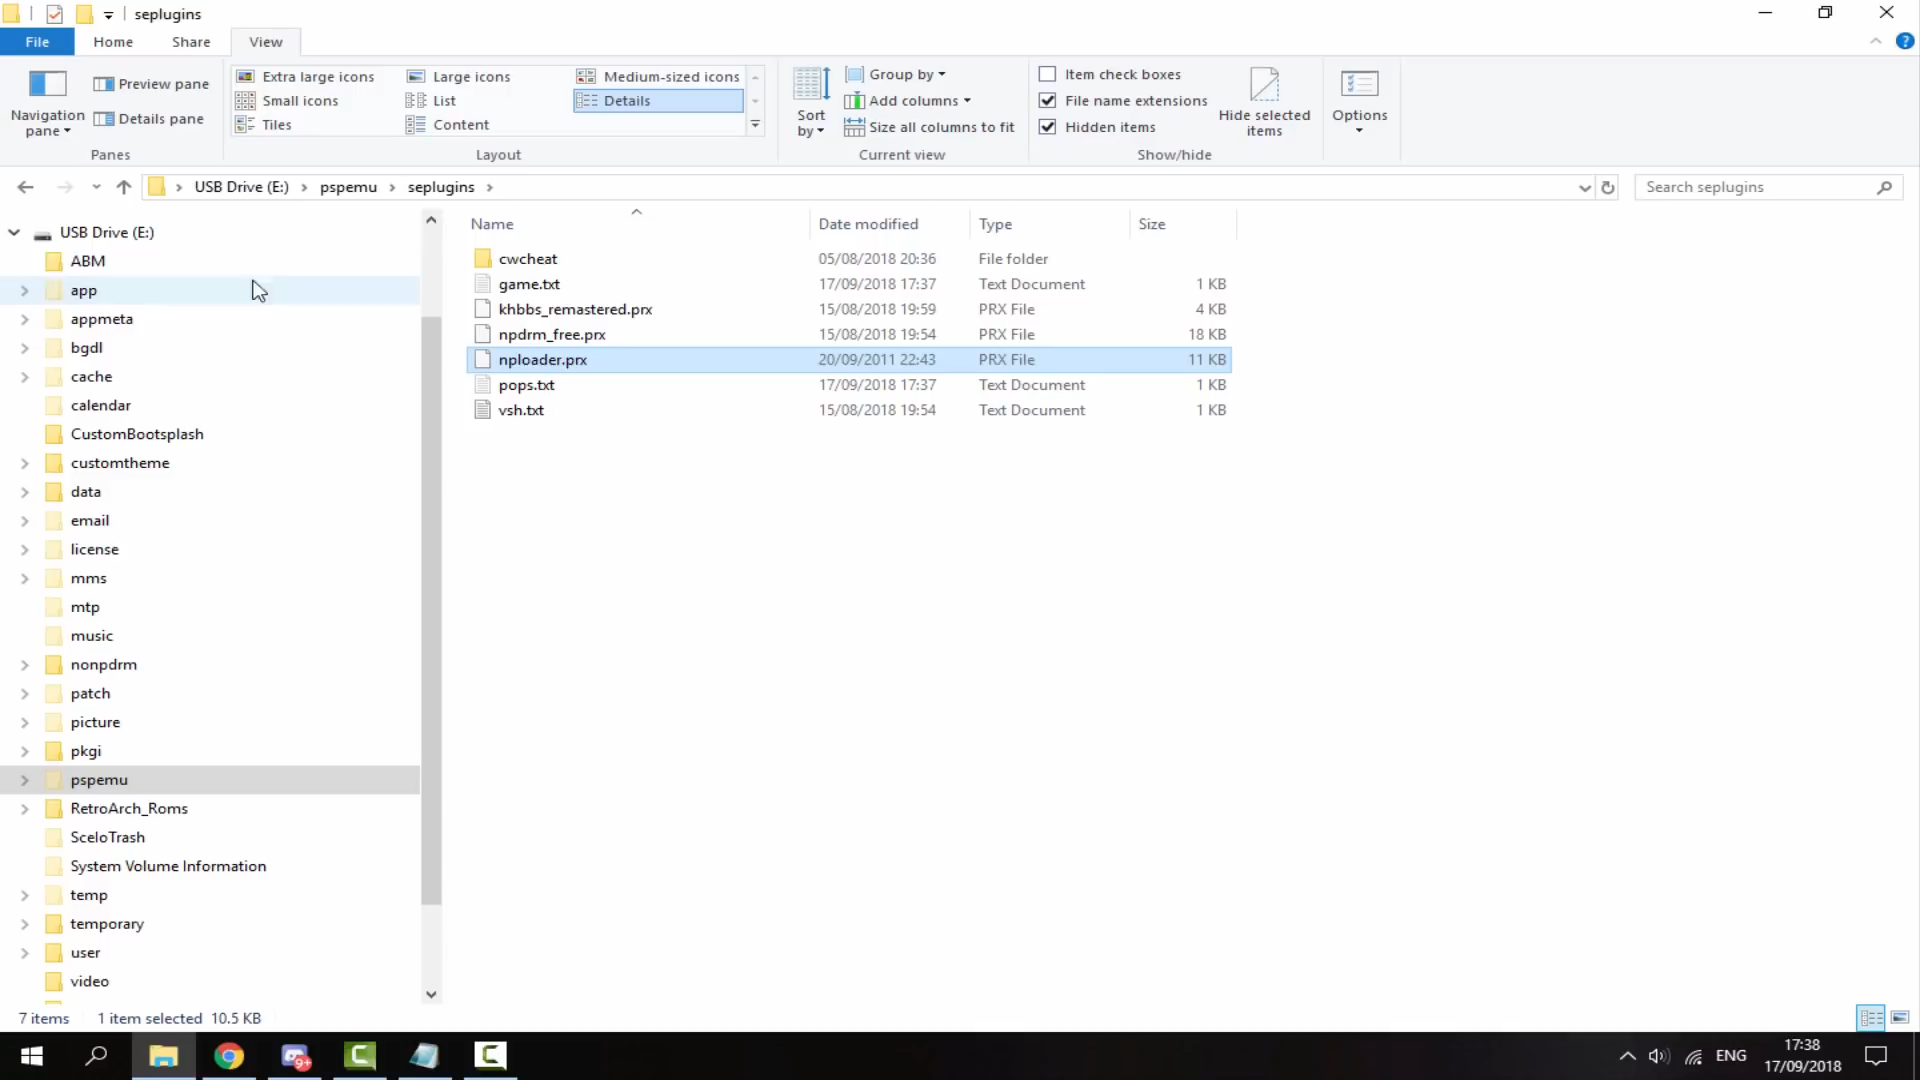 seplugins
File
Home
Share
View
Navigation pane
Preview pane
Details pane
Panes
Extra large icons
Large icons
Medium-sized icons
Small icons
List
Details
Tiles
Content
Layout
Sort by
Group by
Add columns
Size all columns to fit
Current view
Item check boxes
File name extensions
Hidden items
Hide selected items
Show/hide
Options
USB Drive (E:)
pspemu
seplugins
Search seplugins
USB Drive (E:)
ABM
app
appmeta
bgdl
cache
calendar
CustomBootsplash
customtheme
data
email
license
mms
mtp
music
nonpdrm
patch
picture
pkgi
pspemu
RetroArch_Roms
SceIoTrash
System Volume Information
temp
temporary
user
video
Name Date modified Type Size
cwcheat 05/08/2018 20:36 File folder
game.txt 17/09/2018 17:37 Text Document 1 KB
khbbs_remastered.prx 15/08/2018 19:59 PRX File 4 KB
npdrm_free.prx 15/08/2018 19:54 PRX File 18 KB
nploader.prx 20/09/2011 22:43 PRX File 11 KB
pops.txt 17/09/2018 17:37 Text Document 1 KB
vsh.txt 15/08/2018 19:54 Text Document 1 KB
7 items 1 item selected 10.5 KB
9+
ENG
17:38
17/09/2018